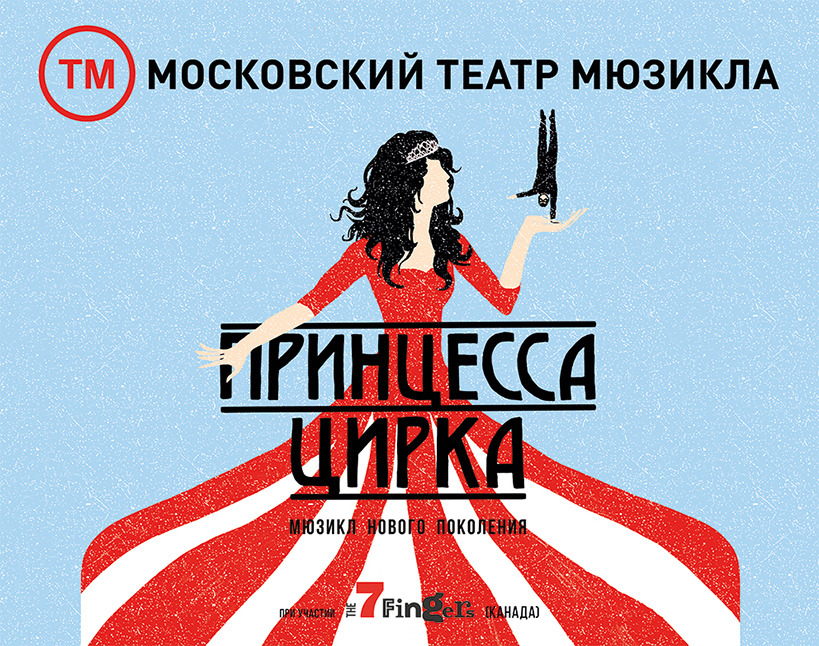 ТМ МОСКОВСКИЙ ТЕАТР МЮЗИКЛА
ПРИНЦЕССА
ЦИРКА
МЮЗИКЛ НОВОГО ПОКОЛЕНИЯ
ПРИ УЧАСТИИ THE 7 Fingers (КАНАДА)